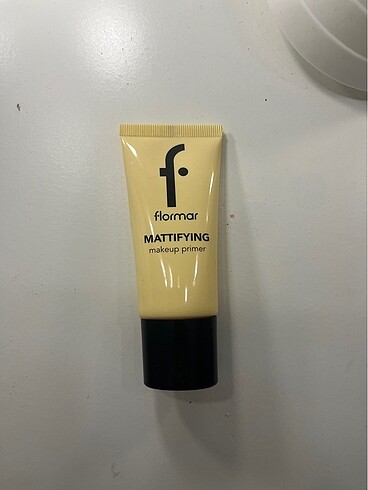 f.
flormar
MATTIFYING
makeup primer